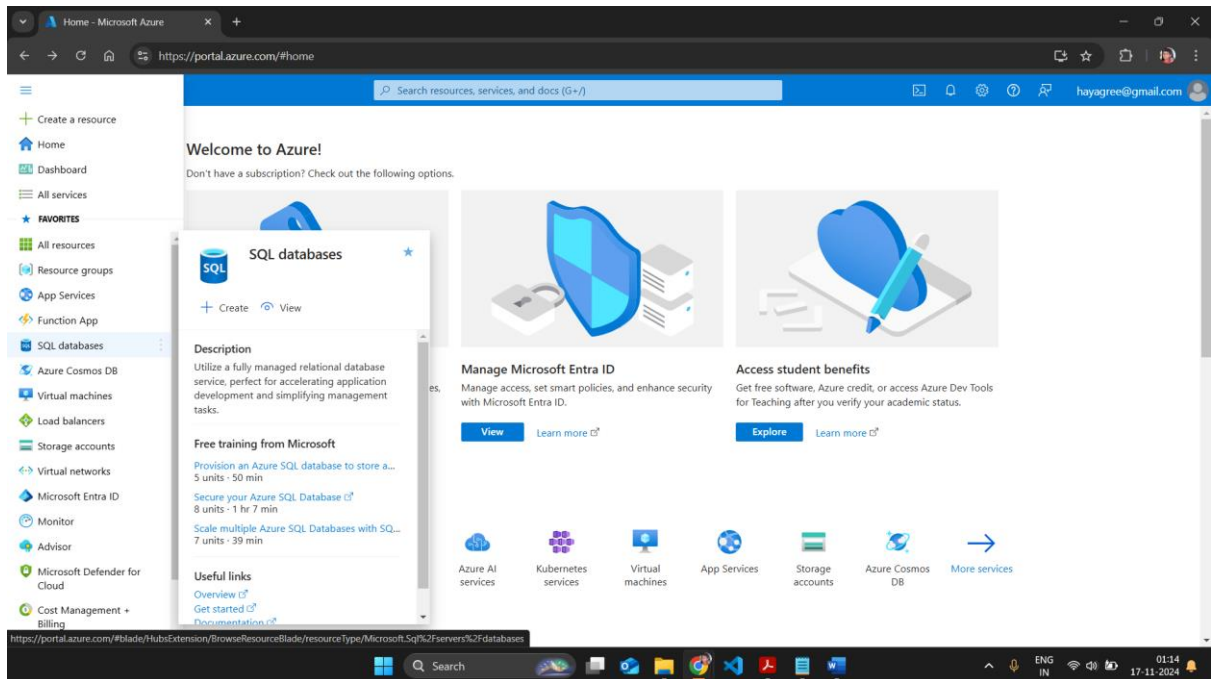 Home - Microsoft Azure
https://portal.azure.com/#home
Search resources, services, and docs (G+/)
hayagree@gmail.com
Create a resource
Home
Dashboard
All services
FAVORITES
All resources
Resource groups
App Services
Function App
SQL databases
Azure Cosmos DB
Virtual machines
Load balancers
Storage accounts
Virtual networks
Microsoft Entra ID
Monitor
Advisor
Microsoft Defender for
Cloud
Cost Management +
Billing
Welcome to Azure!
Don't have a subscription? Check out the following options.
SQL
SQL databases
Create View
Description
Utilize a fully managed relational database
service, perfect for accelerating application
development and simplifying management
tasks.
Free training from Microsoft
Provision an Azure SQL database to store a...
5 units · 50 min
Secure your Azure SQL Database
8 units · 1 hr 7 min
Scale multiple Azure SQL Databases with SQ...
7 units · 39 min
Useful links
Overview
Get started
Documentation
es,
Manage Microsoft Entra ID
Manage access, set smart policies, and enhance security
with Microsoft Entra ID.
View Learn more
Access student benefits
Get free software, Azure credit, or access Azure Dev Tools
for Teaching after you verify your academic status.
Explore Learn more
Azure AI
services
Kubernetes
services
Virtual
machines
App Services
Storage
accounts
Azure Cosmos
DB
More services
https://portal.azure.com/#blade/HubsExtension/BrowseResourceBlade/resourceType/Microsoft.Sql%2Fservers%2Fdatabases
Search
ENG
IN
01:14
17-11-2024